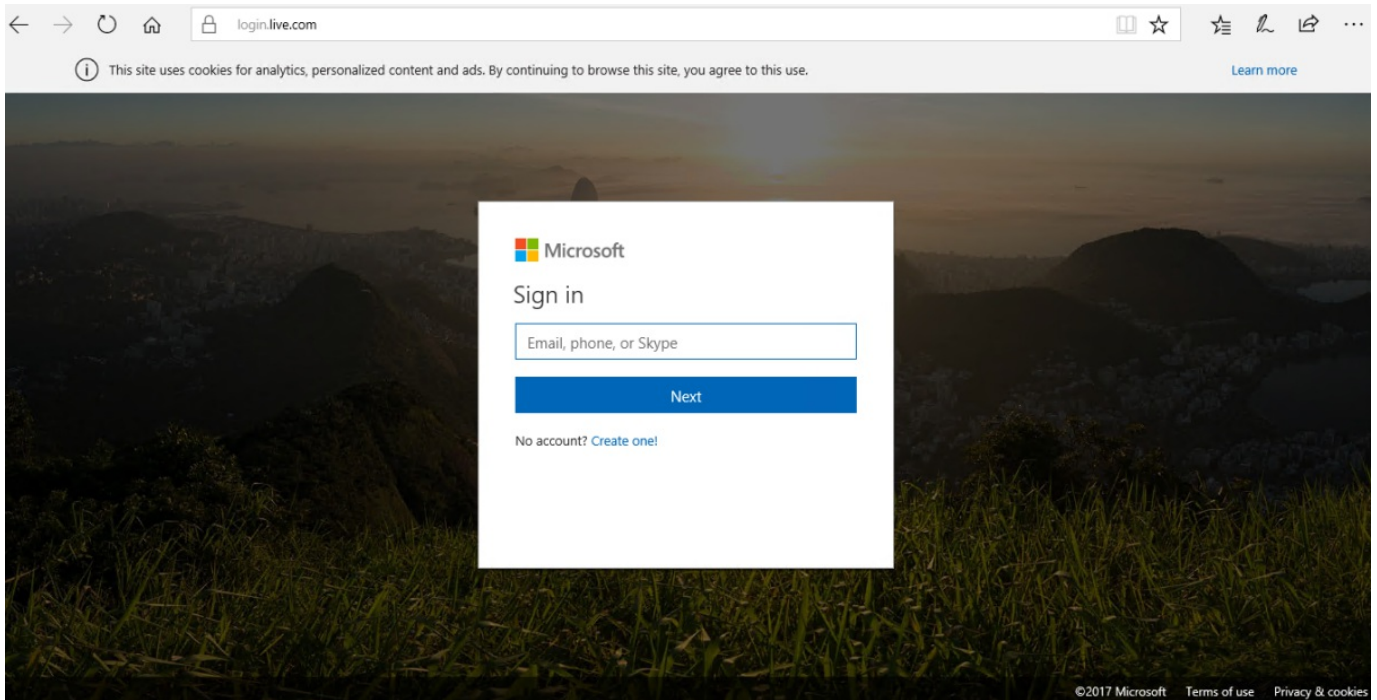 login.live.com
This site uses cookies for analytics, personalized content and ads. By continuing to browse this site, you agree to this use.
Learn more
Microsoft
Sign in
Email, phone, or Skype
Next
No account? Create one!
©2017 Microsoft Terms of use Privacy & cookies